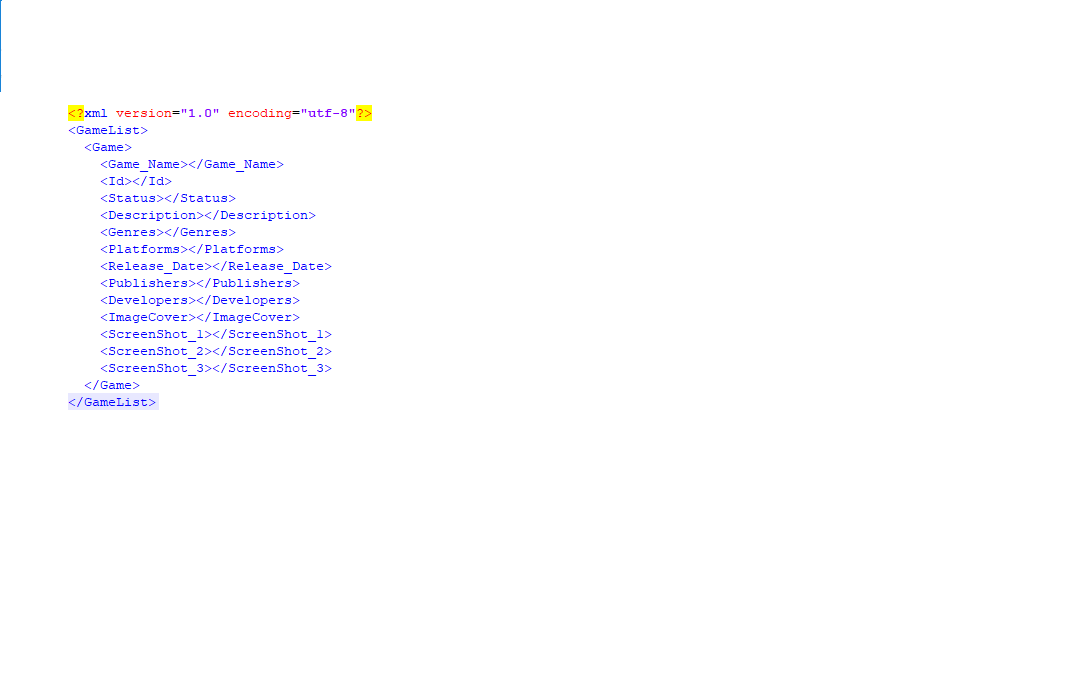 <?xml version="1.0" encoding="utf-8"?>
<GameList>
  <Game>
    <Game_Name></Game_Name>
    <Id></Id>
    <Status></Status>
    <Description></Description>
    <Genres></Genres>
    <Platforms></Platforms>
    <Release_Date></Release_Date>
    <Publishers></Publishers>
    <Developers></Developers>
    <ImageCover></ImageCover>
    <ScreenShot_1></ScreenShot_1>
    <ScreenShot_2></ScreenShot_2>
    <ScreenShot_3></ScreenShot_3>
  </Game>
</GameList>